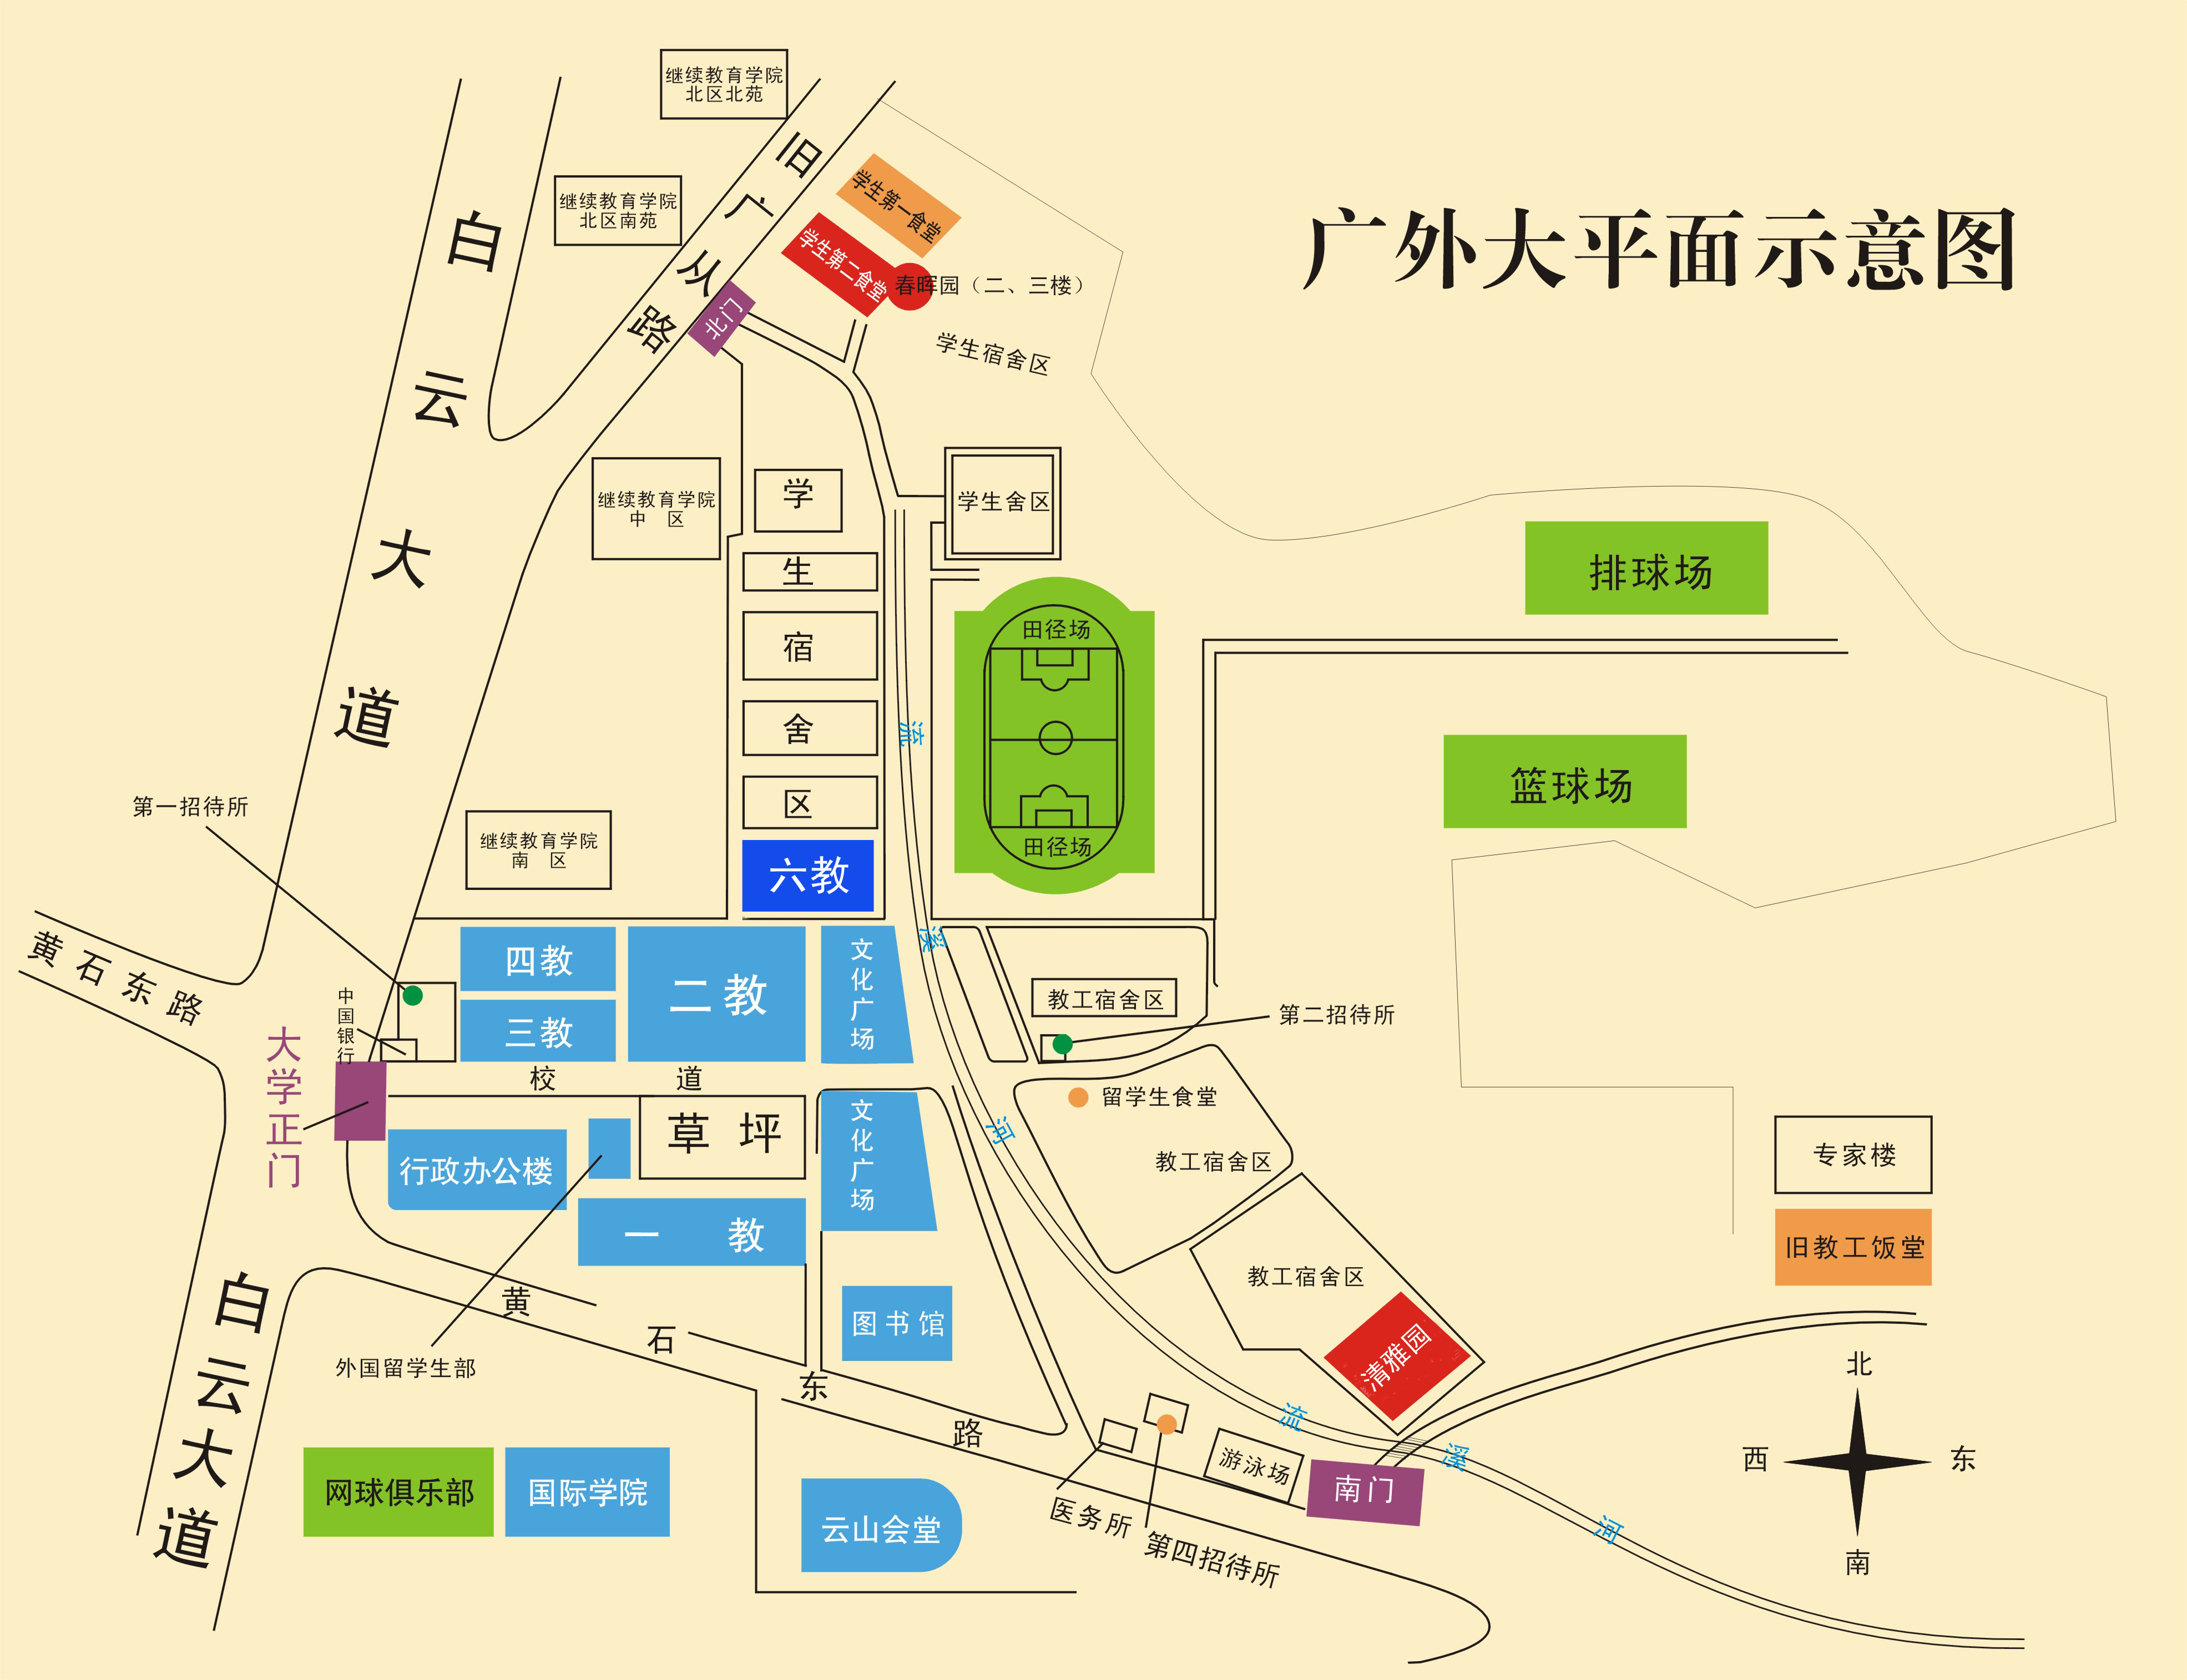 广外大平面示意图
继续教育学院
北区北苑
继续教育学院
北区南苑
旧广从路
白云大道
学生第一食堂
学生第二食堂
春晖园（二、三楼）
北门
学生宿舍区
继续教育学院
中 区
学生宿舍区
学生舍区
排球场
田径场
田径场
篮球场
流溪河
第一招待所
继续教育学院
南 区
六教
黄石东路
中国银行
四教
三教
二教
文化广场
教工宿舍区
第二招待所
大学正门
校 道
草 坪
文化广场
留学生食堂
教工宿舍区
行政办公楼
一 教
专家楼
旧教工饭堂
教工宿舍区
清雅园
图书馆
黄石东路
外国留学生部
白云大道
网球俱乐部
国际学院
云山会堂
医务所
第四招待所
游泳场
南门
流溪河
北
西
东
南